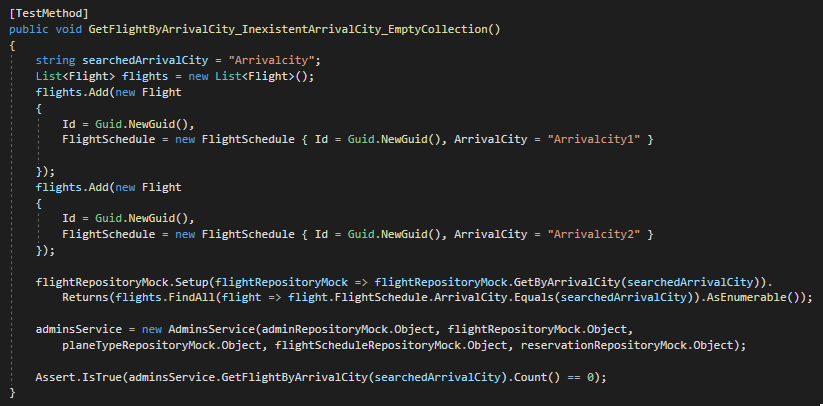 [TestMethod]
public void GetFlightByArrivalCity_InexistentArrivalCity_EmptyCollection()
{
    string searchedArrivalCity = "Arrivalcity";
    List<Flight> flights = new List<Flight>();
    flights.Add(new Flight
    {
        Id = Guid.NewGuid(),
        FlightSchedule = new FlightSchedule { Id = Guid.NewGuid(), ArrivalCity = "Arrivalcity1" }
    });
    flights.Add(new Flight
    {
        Id = Guid.NewGuid(),
        FlightSchedule = new FlightSchedule { Id = Guid.NewGuid(), ArrivalCity = "Arrivalcity2" }
    });
    flightRepositoryMock.Setup(flightRepositoryMock => flightRepositoryMock.GetByArrivalCity(searchedArrivalCity)).
        Returns(flights.FindAll(flight => flight.FlightSchedule.ArrivalCity.Equals(searchedArrivalCity)).AsEnumerable());
    adminsService = new AdminsService(adminRepositoryMock.Object, flightRepositoryMock.Object,
        planeTypeRepositoryMock.Object, flightScheduleRepositoryMock.Object, reservationRepositoryMock.Object);
    Assert.IsTrue(adminsService.GetFlightByArrivalCity(searchedArrivalCity).Count() == 0);
}